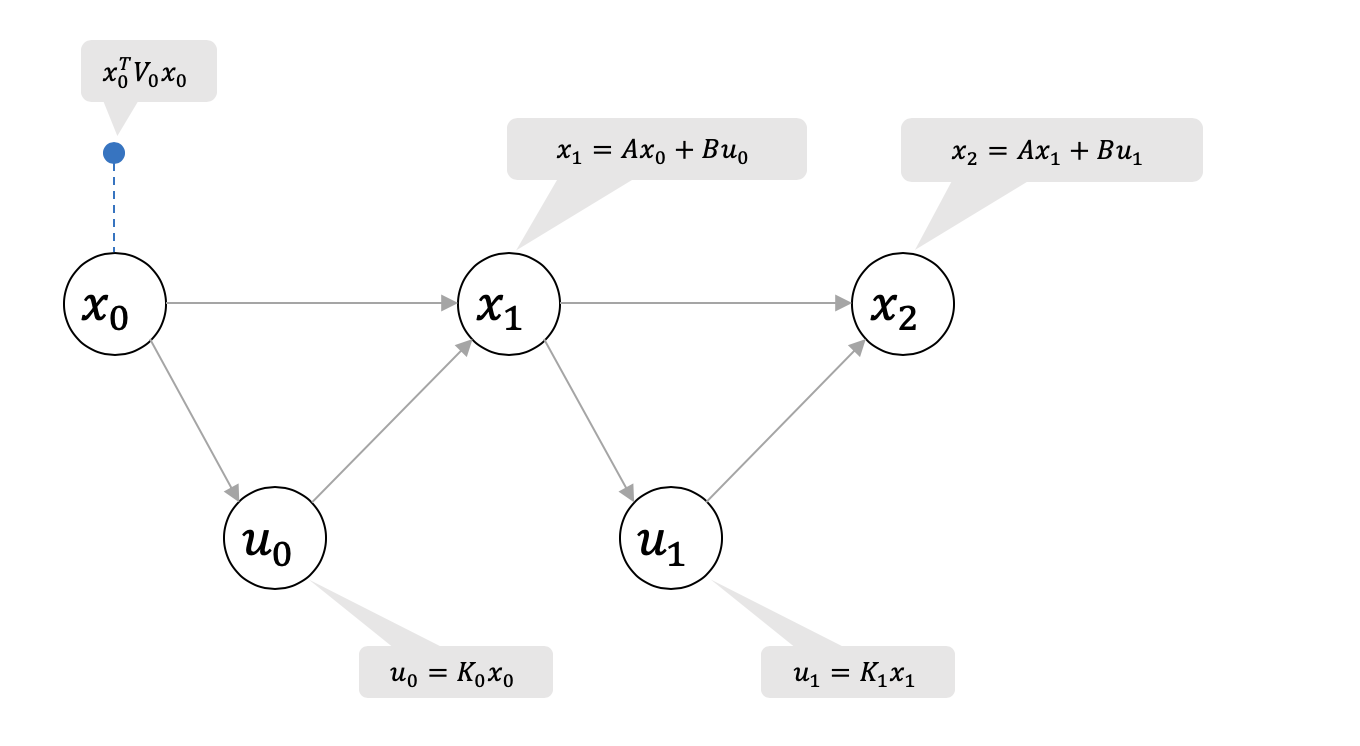 x_0^T V_0 x_0
x_1 = Ax_0 + Bu_0
x_2 = Ax_1 + Bu_1
x_0
x_1
x_2
u_0
u_1
u_0 = K_0 x_0
u_1 = K_1 x_1